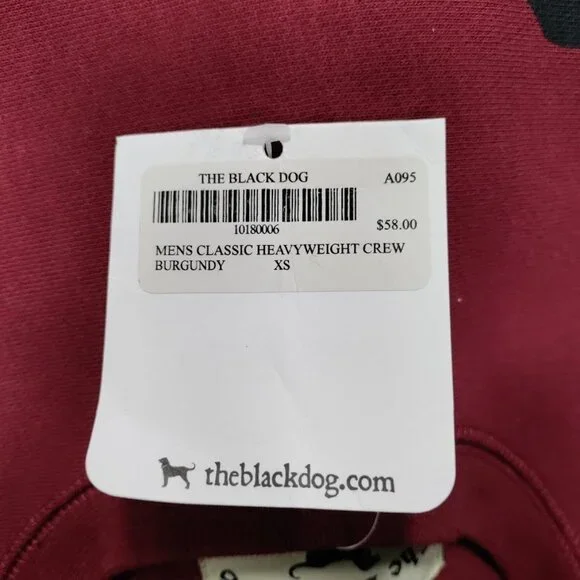 THE BLACK DOG A095
10180006 $58.00
MENS CLASSIC HEAVYWEIGHT CREW
BURGUNDY XS
theblackdog.com